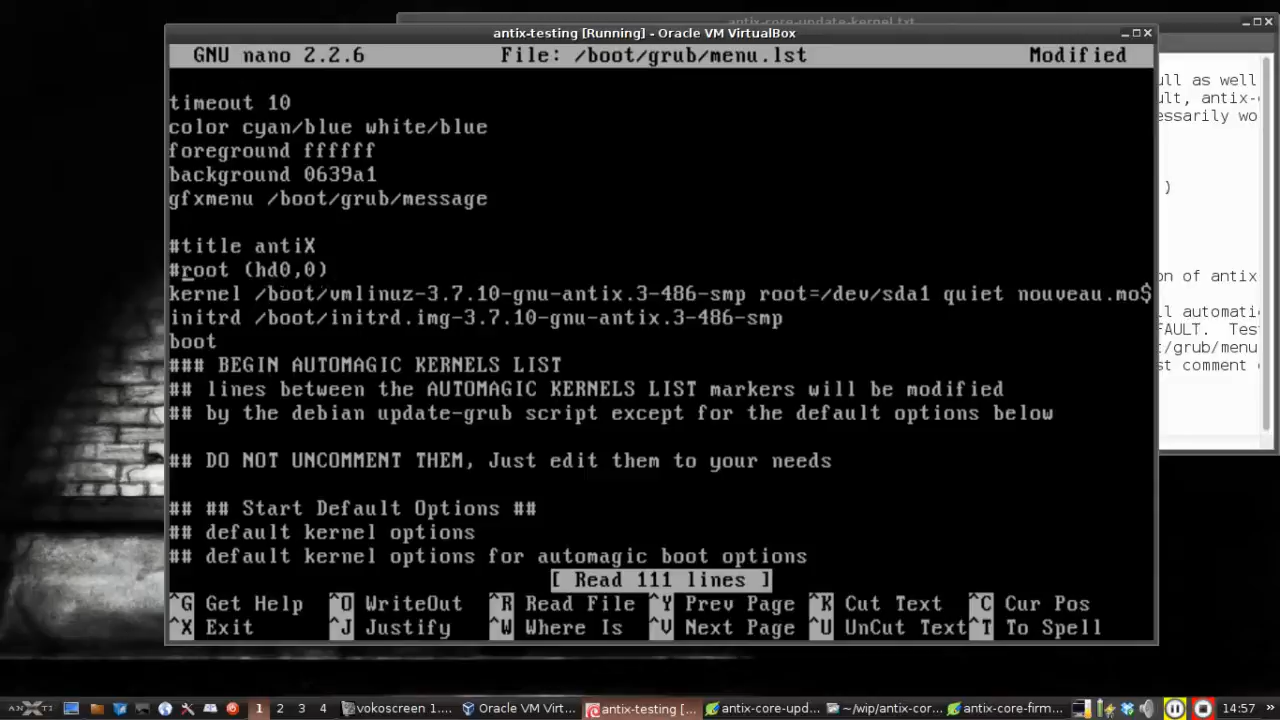 antix-core-update-kernel.txt
antix-testing [Running] - Oracle VM VirtualBox
GNU nano 2.2.6 File: /boot/grub/menu.lst Modified
timeout 10
color cyan/blue white/blue
foreground ffffff
background 0639a1
gfxmenu /boot/grub/message
#title antiX
#root (hd0,0)
kernel /boot/vmlinuz-3.7.10-gnu-antix.3-486-smp root=/dev/sda1 quiet nouveau.mo$
initrd /boot/initrd.img-3.7.10-gnu-antix.3-486-smp
boot
### BEGIN AUTOMAGIC KERNELS LIST
## lines between the AUTOMAGIC KERNELS LIST markers will be modified
## by the debian update-grub script except for the default options below
## DO NOT UNCOMMENT THEM, Just edit them to your needs
## ## Start Default Options ##
## default kernel options
## default kernel options for automagic boot options
[ Read 111 lines ]
^G Get Help ^O WriteOut ^R Read File ^Y Prev Page ^K Cut Text ^C Cur Pos
^X Exit ^J Justify ^W Where Is ^V Next Page ^U UnCut Text ^T To Spell
ull as well
ult, antix-
essarily wo
)
on of antix
ll automati
FAULT. Tes
t/grub/menu
st comment
ANTIX 1 2 3 4 vokoscreen 1.... Oracle VM Virt... antix-testing [... antix-core-upd... ~/wip/antix-cor... antix-core-firm... 14:57 »